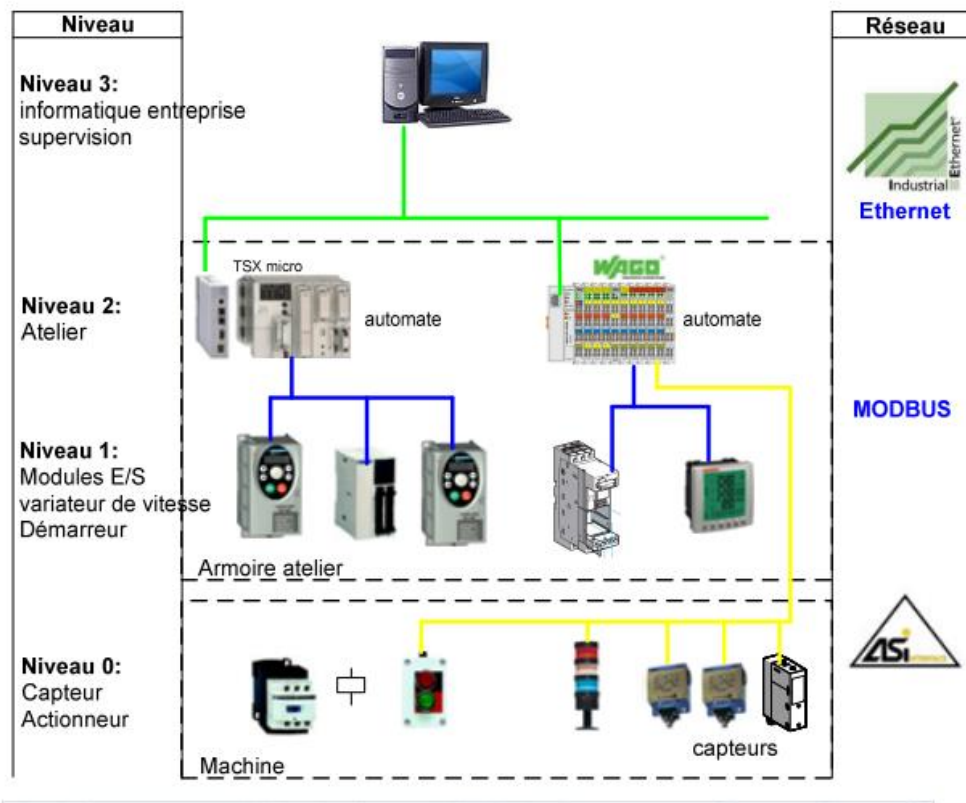 Niveau
Réseau
Niveau 3:
informatique entreprise
supervision
Industrial Ethernet
Ethernet
TSX micro
WAGO
Niveau 2:
Atelier
automate
automate
MODBUS
Niveau 1:
Modules E/S
variateur de vitesse
Démarreur
Armoire atelier
ASi
Niveau 0:
Capteur
Actionneur
capteurs
Machine